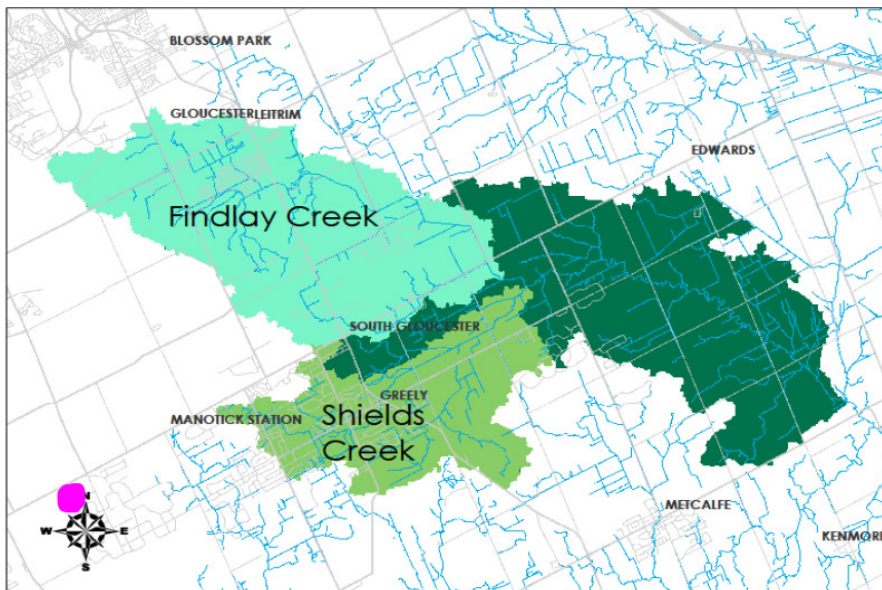 BLOSSOM PARK
GLOUCESTER
LEITRIM
EDWARDS
Findlay Creek
SOUTH GLOUCESTER
GREELY
MANOTICK STATION
Shields
Creek
METCALFE
KENMORE
N
W
E
S